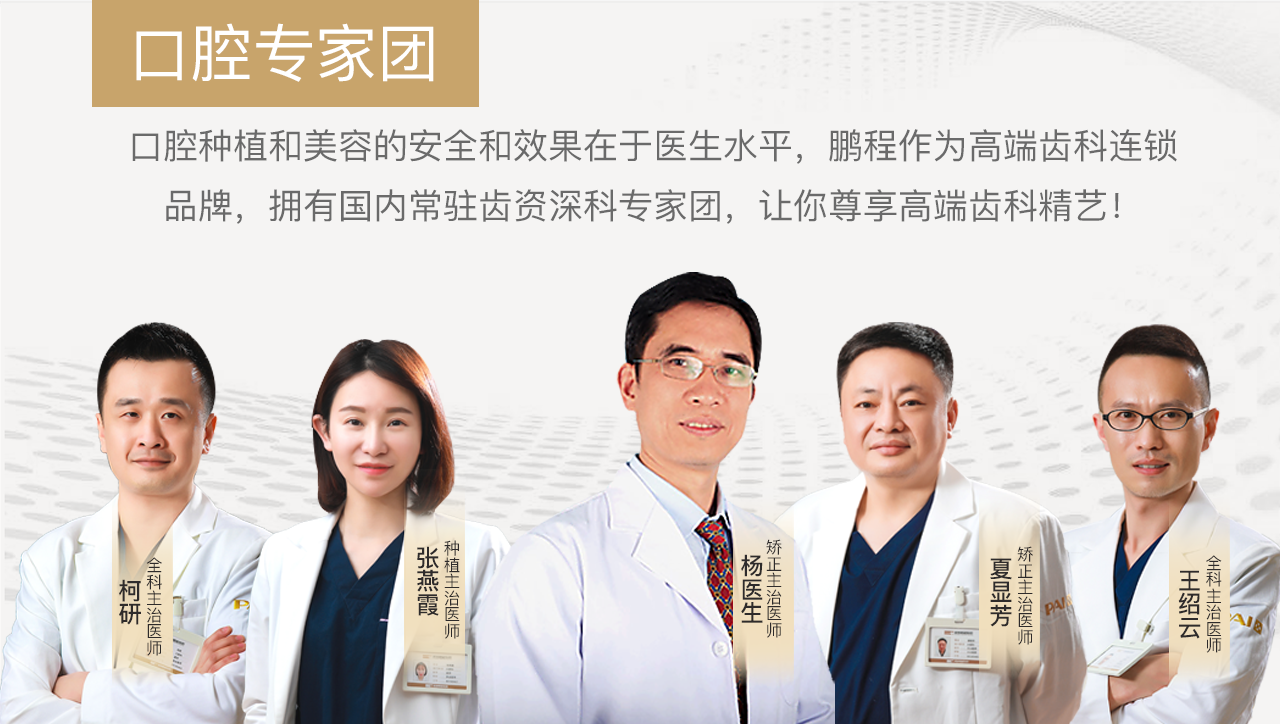 口腔专家团
口腔种植和美容的安全和效果在于医生水平，鹏程作为高端齿科连锁
品牌，拥有国内常驻齿资深科专家团，让你尊享高端齿科精艺！
全科主治医师
柯研
种植主治医师
张燕霞
矫正主治医师
杨医生
矫正主治医师
夏显芳
全科主治医师
王绍云